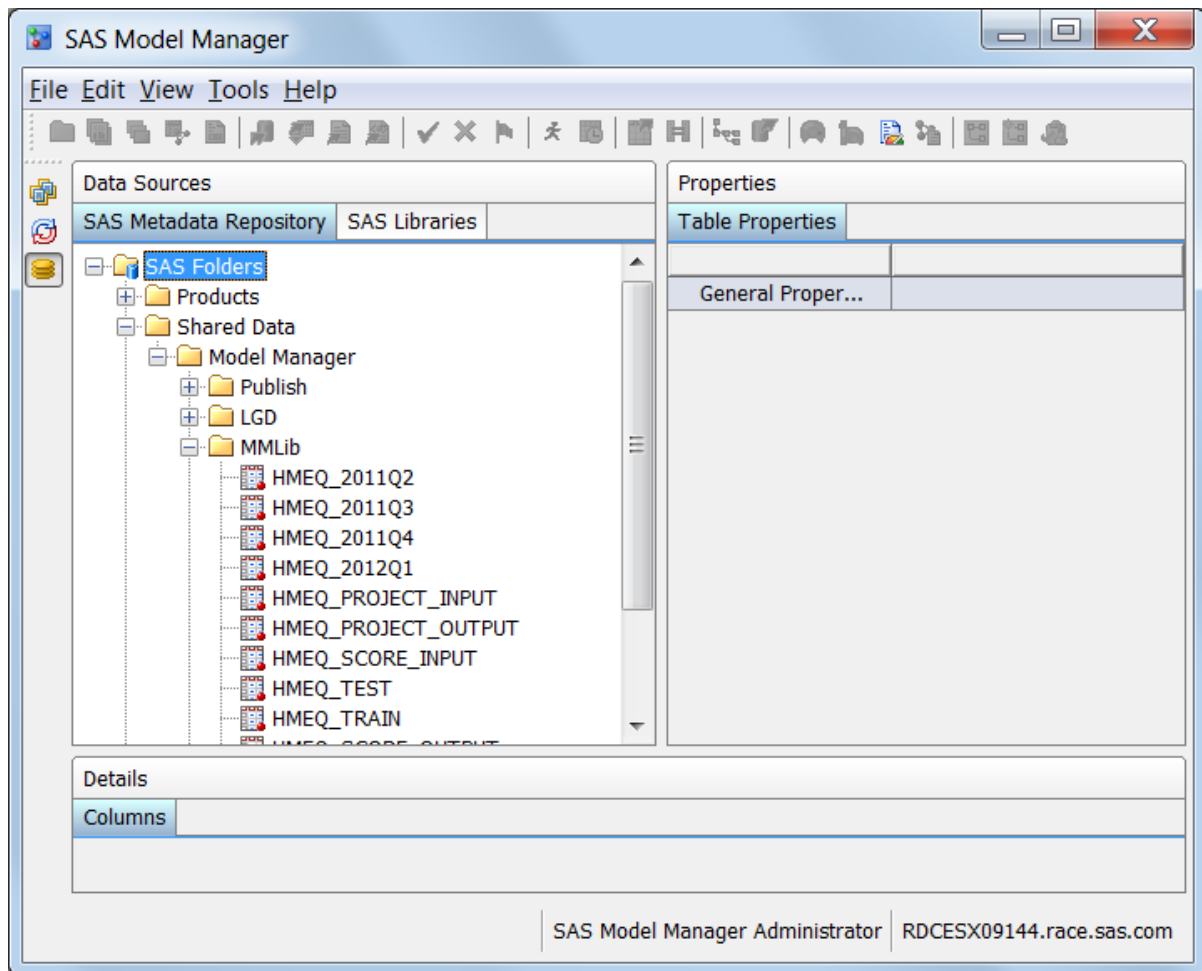 SAS Model Manager
File Edit View Tools Help
Data Sources
SAS Metadata Repository SAS Libraries
SAS Folders
Products
Shared Data
Model Manager
Publish
LGD
MMLib
HMEQ_2011Q2
HMEQ_2011Q3
HMEQ_2011Q4
HMEQ_2012Q1
HMEQ_PROJECT_INPUT
HMEQ_PROJECT_OUTPUT
HMEQ_SCORE_INPUT
HMEQ_TEST
HMEQ_TRAIN
HMEQ_SCORE_OUTPUT
Properties
Table Properties
General Proper...
Details
Columns
SAS Model Manager Administrator RDCESX09144.race.sas.com